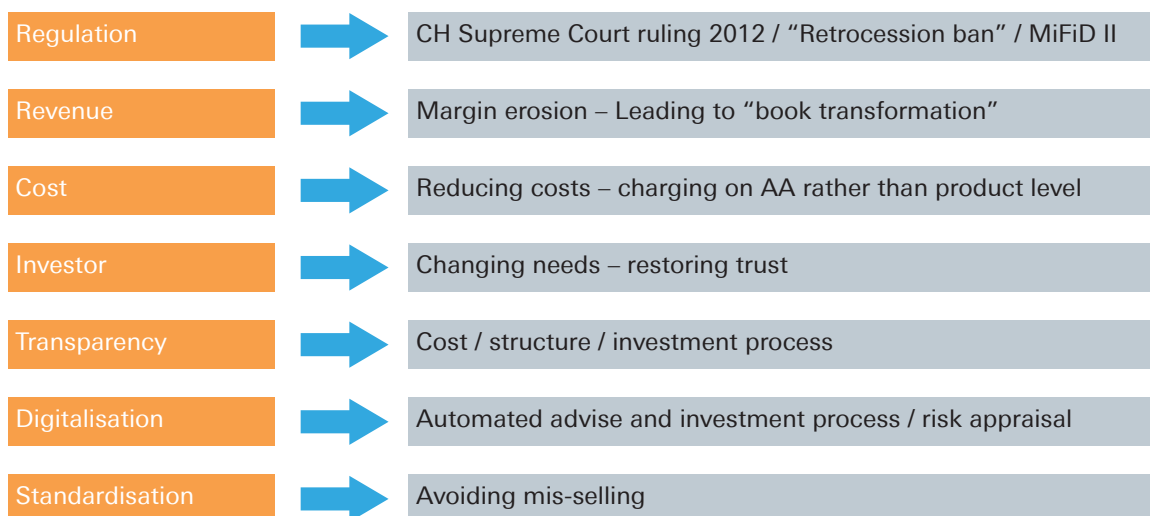 Regulation CH Supreme Court ruling 2012 / “Retrocession ban” / MiFiD II
Revenue Margin erosion – Leading to “book transformation”
Cost Reducing costs – charging on AA rather than product level
Investor Changing needs – restoring trust
Transparency Cost / structure / investment process
Digitalisation Automated advise and investment process / risk appraisal
Standardisation Avoiding mis-selling